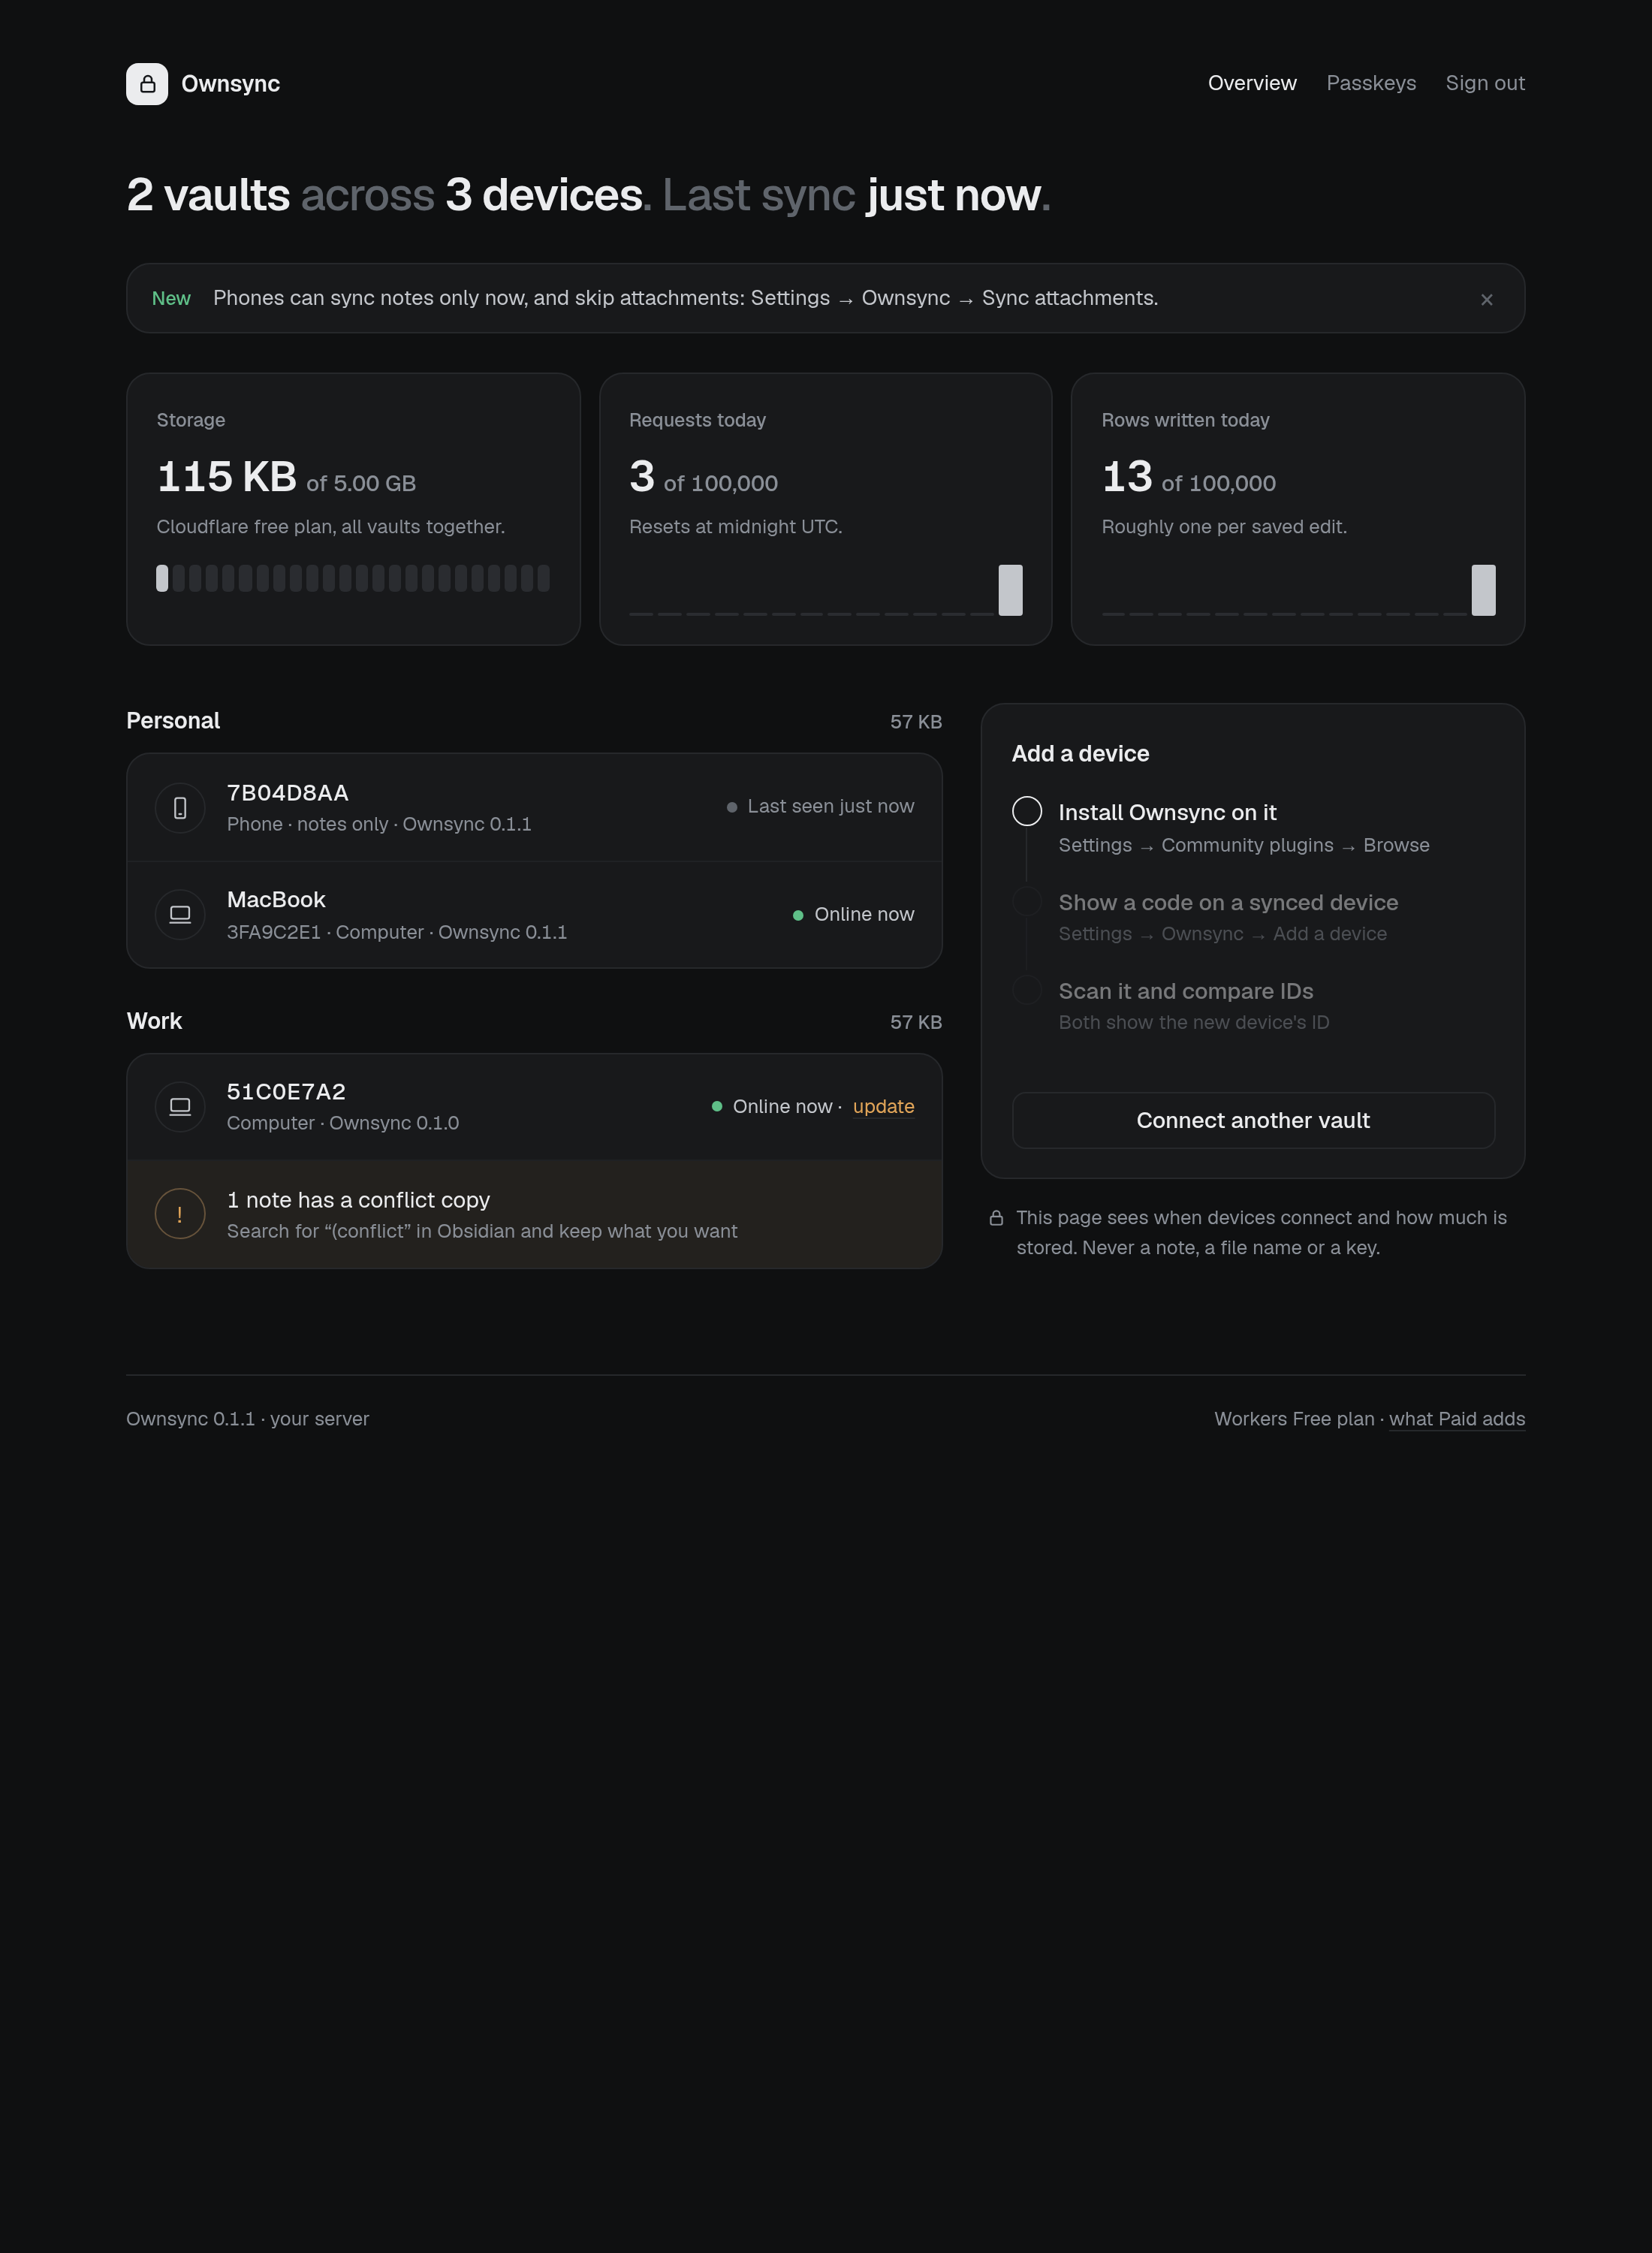 Ownsync
Overview Passkeys Sign out
2 vaults across 3 devices. Last sync just now.
New Phones can sync notes only now, and skip attachments: Settings → Ownsync → Sync attachments. ×
Storage
115 KB of 5.00 GB
Cloudflare free plan, all vaults together.
Requests today
3 of 100,000
Resets at midnight UTC.
Rows written today
13 of 100,000
Roughly one per saved edit.
Personal 57 KB
7B04D8AA
Phone · notes only · Ownsync 0.1.1
Last seen just now
MacBook
3FA9C2E1 · Computer · Ownsync 0.1.1
Online now
Work 57 KB
51C0E7A2
Computer · Ownsync 0.1.0
Online now · update
!
1 note has a conflict copy
Search for “(conflict” in Obsidian and keep what you want
Add a device
Install Ownsync on it
Settings → Community plugins → Browse
Show a code on a synced device
Settings → Ownsync → Add a device
Scan it and compare IDs
Both show the new device's ID
Connect another vault
This page sees when devices connect and how much is
stored. Never a note, a file name or a key.
Ownsync 0.1.1 · your server
Workers Free plan · what Paid adds